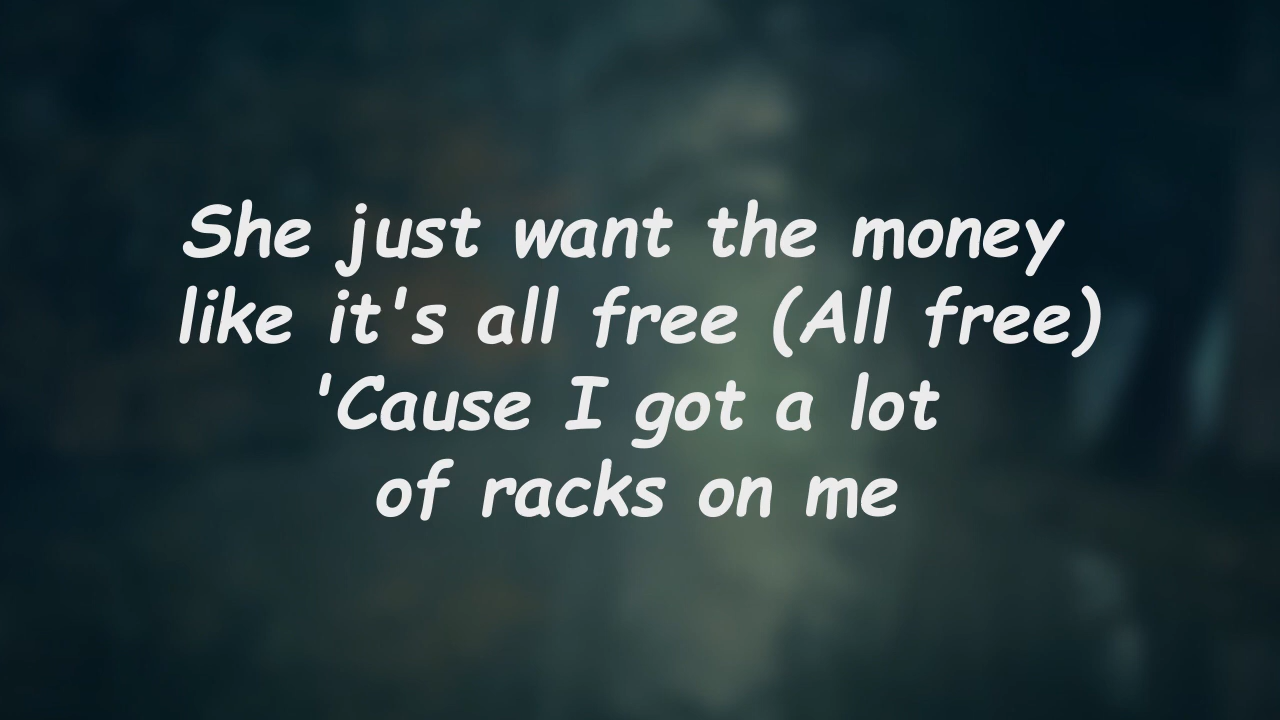 She just want the money
like it's all free (All free)
'Cause I got a lot
of racks on me